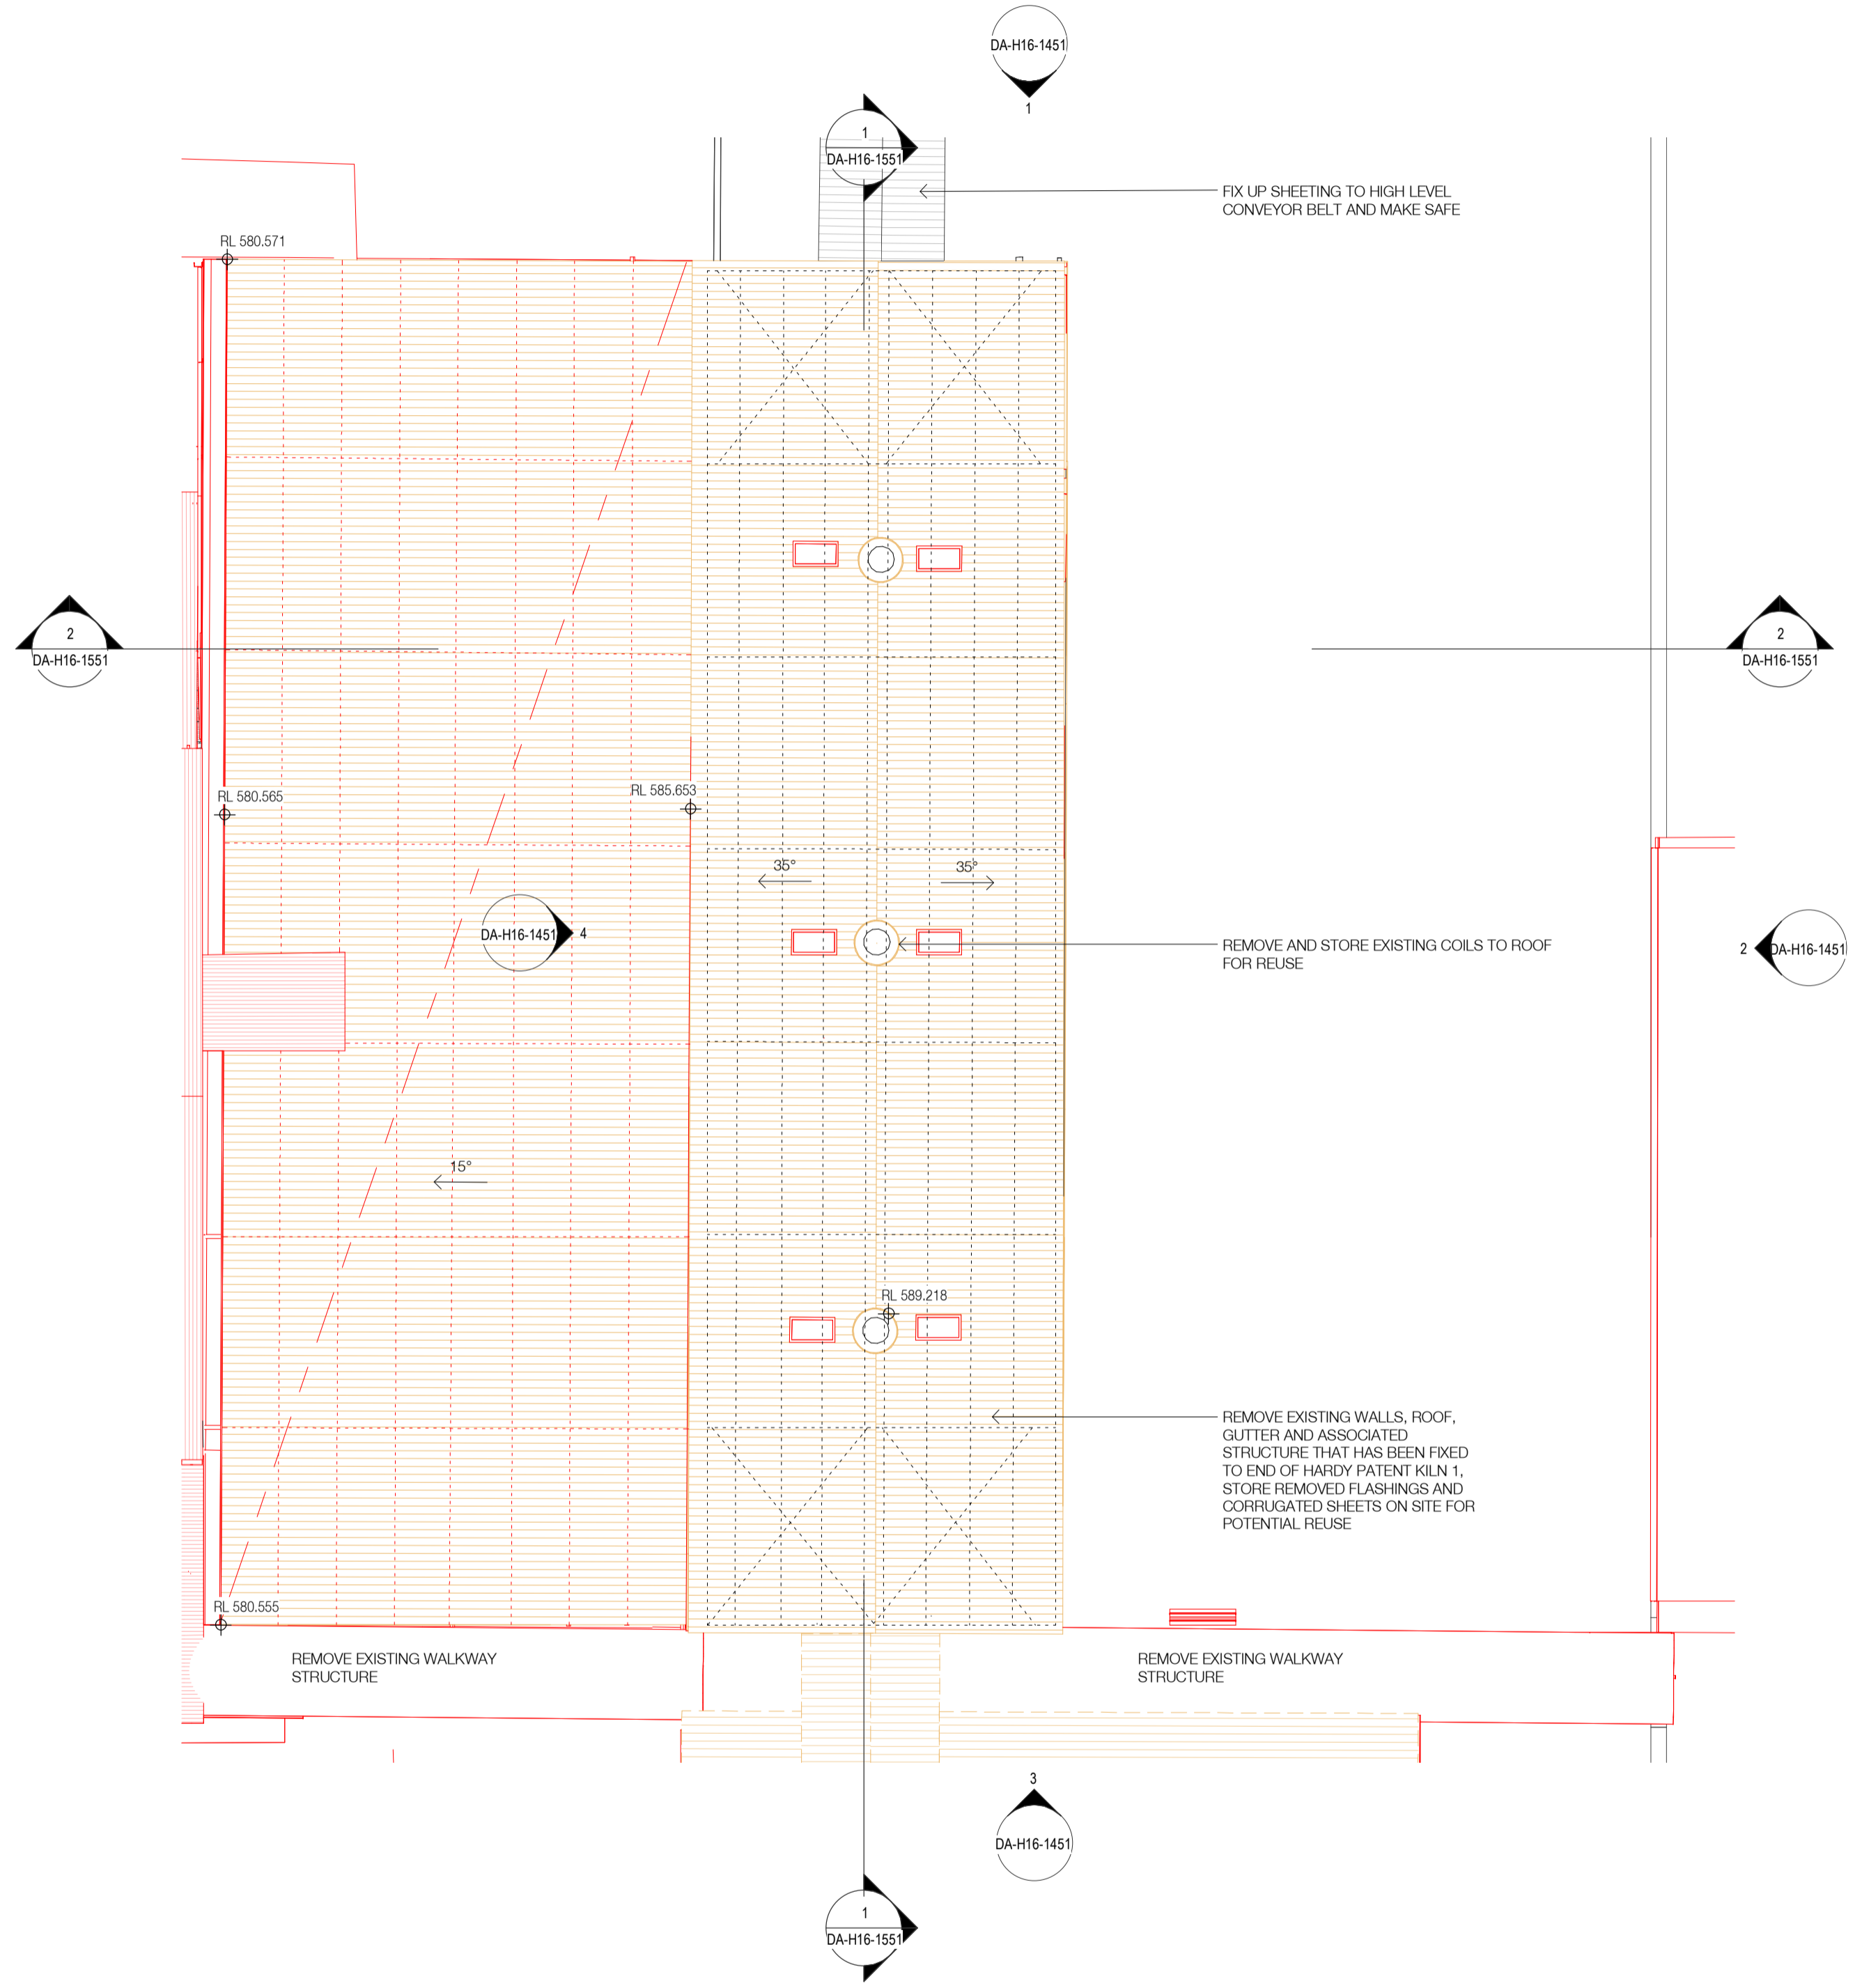 DA-H16-1451
1
1
DA-H16-1551
FIX UP SHEETING TO HIGH LEVEL
CONVEYOR BELT AND MAKE SAFE
RL 580.571
2
DA-H16-1551
2
DA-H16-1551
RL 580.565
RL 585.653
35°
35°
DA-H16-1451
4
REMOVE AND STORE EXISTING COILS TO ROOF
FOR REUSE
2
DA-H16-1451
15°
RL 589.218
REMOVE EXISTING WALLS, ROOF,
GUTTER AND ASSOCIATED
STRUCTURE THAT HAS BEEN FIXED
TO END OF HARDY PATENT KILN 1,
STORE REMOVED FLASHINGS AND
CORRUGATED SHEETS ON SITE FOR
POTENTIAL REUSE
RL 580.555
REMOVE EXISTING WALKWAY
STRUCTURE
REMOVE EXISTING WALKWAY
STRUCTURE
3
DA-H16-1451
1
DA-H16-1551